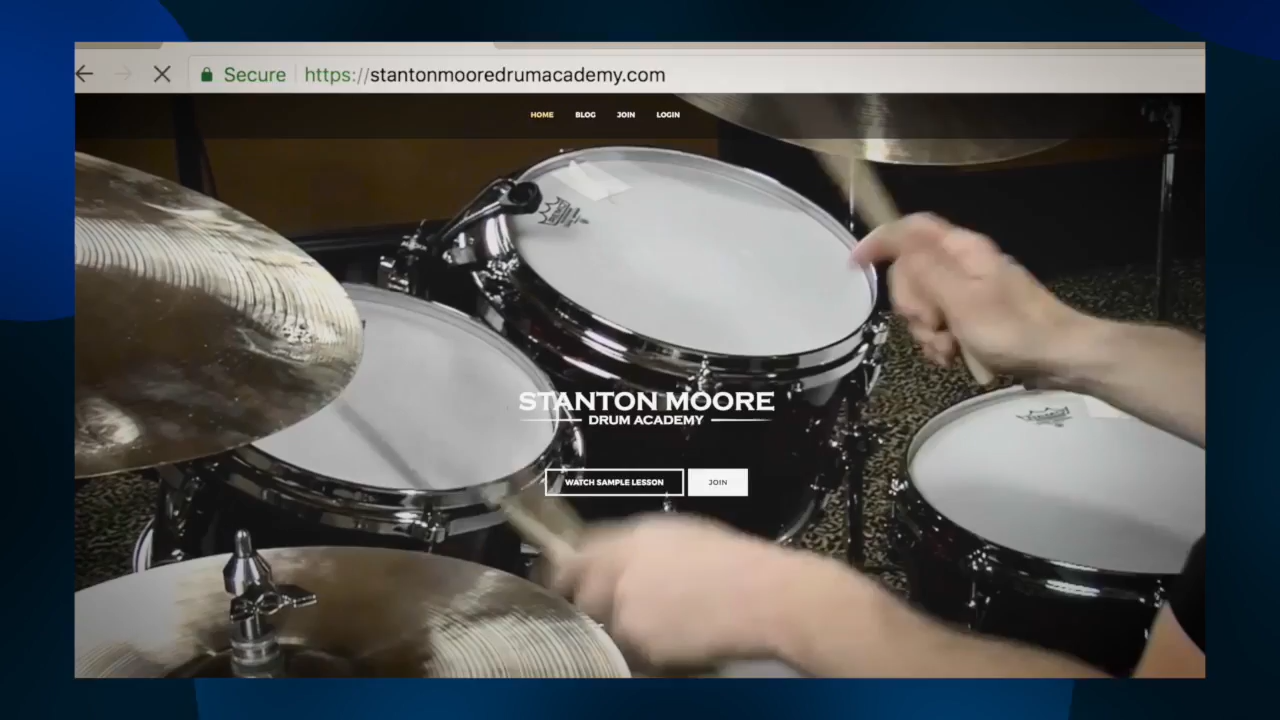 Secure https://stantonmooredrumacademy.com
HOME BLOG JOIN LOGIN
STANTON MOORE
DRUM ACADEMY
WATCH SAMPLE LESSON JOIN